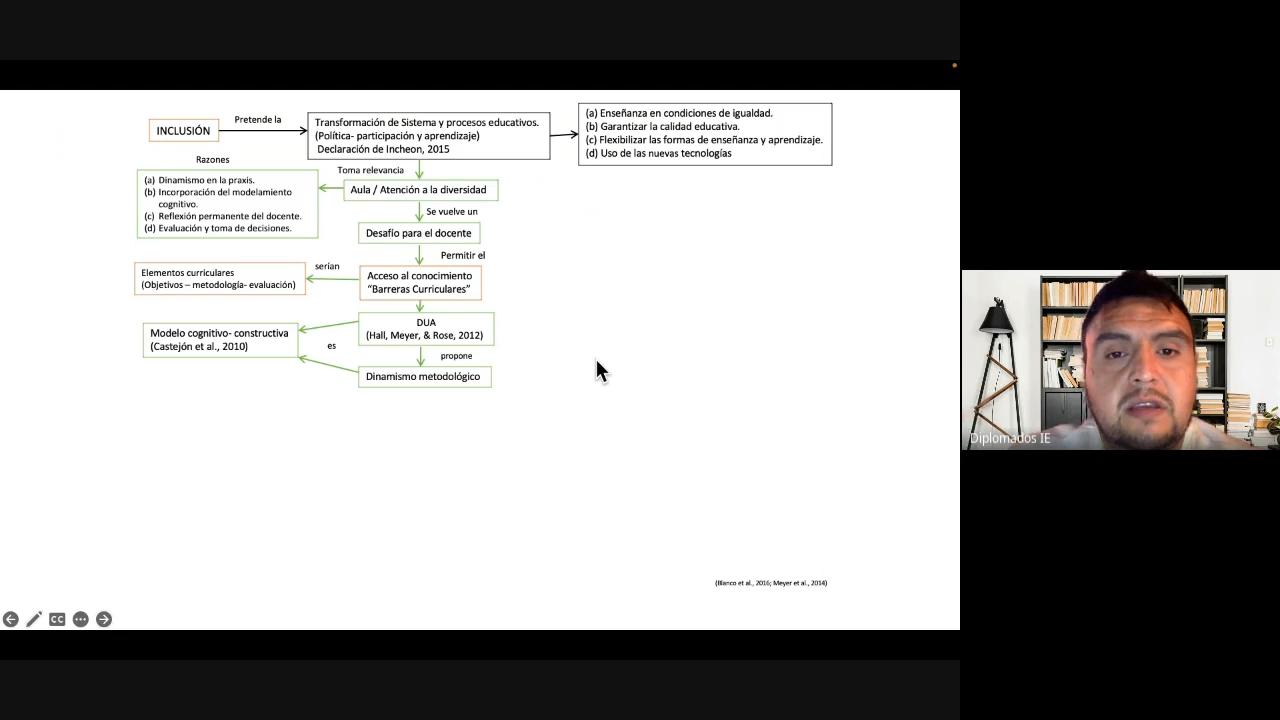 INCLUSIÓN
Pretende la
Transformación de Sistema y procesos educativos.
(Política- participación y aprendizaje)
Declaración de Incheon, 2015
(a) Enseñanza en condiciones de igualdad.
(b) Garantizar la calidad educativa.
(c) Flexibilizar las formas de enseñanza y aprendizaje.
(d) Uso de las nuevas tecnologías
Razones
Toma relevancia
(a) Dinamismo en la praxis.
(b) Incorporación del modelamiento
cognitivo.
(c) Reflexión permanente del docente.
(d) Evaluación y toma de decisiones.
Aula / Atención a la diversidad
Se vuelve un
Desafío para el docente
Permitir el
serían
Elementos curriculares
(Objetivos – metodología- evaluación)
Acceso al conocimiento
“Barreras Curriculares”
DUA
(Hall, Meyer, & Rose, 2012)
Modelo cognitivo- constructiva
(Castejón et al., 2010)
es
propone
Dinamismo metodológico
Diplomados IE
(Blanco et al., 2016; Meyer et al., 2014)
CC